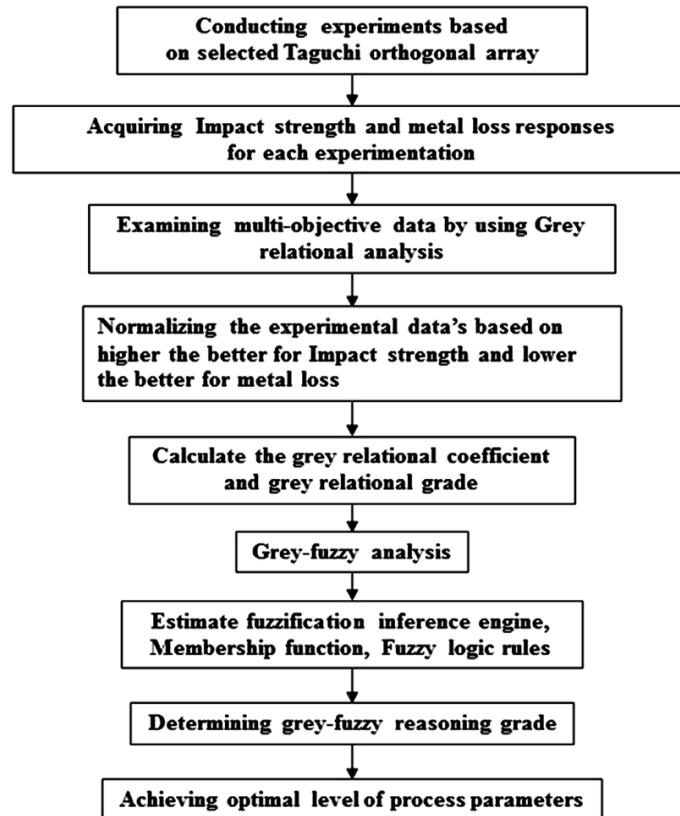 Conducting experiments based
on selected Taguchi orthogonal array
Acquiring Impact strength and metal loss responses
for each experimentation
Examining multi-objective data by using Grey
relational analysis
Normalizing the experimental data's based on
higher the better for Impact strength and lower
the better for metal loss
Calculate the grey relational coefficient
and grey relational grade
Grey-fuzzy analysis
Estimate fuzzification inference engine,
Membership function, Fuzzy logic rules
Determining grey-fuzzy reasoning grade
Achieving optimal level of process parameters